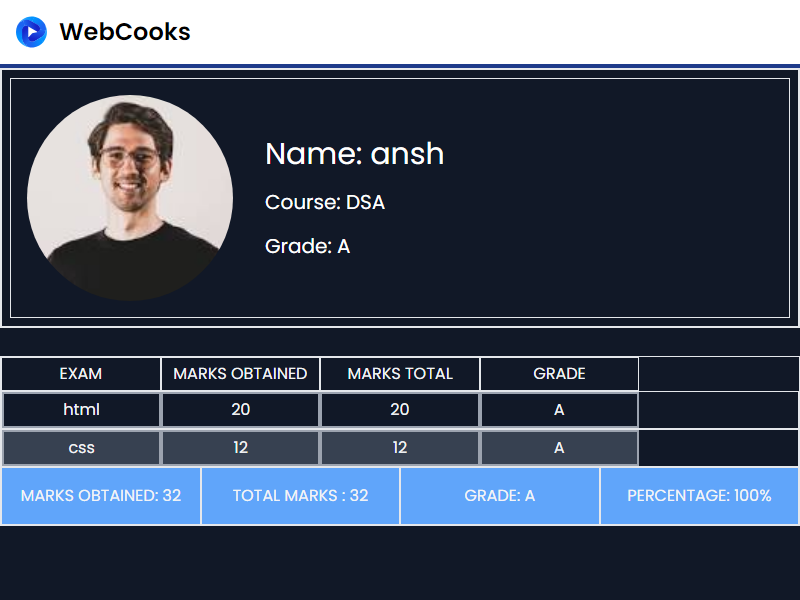 WebCooks
Name: ansh
Course: DSA
Grade: A
EXAM MARKS OBTAINED MARKS TOTAL GRADE
html 20 20 A
css 12 12 A
MARKS OBTAINED: 32 TOTAL MARKS : 32 GRADE: A PERCENTAGE: 100%